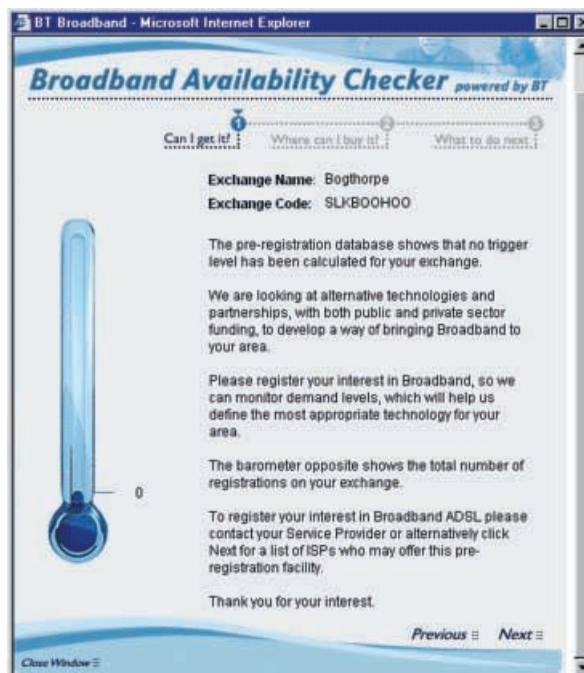 BT Broadband - Microsoft Internet Explorer
Broadband Availability Checker powered by BT
1 2 3
Can I get it? Where can I buy it? What to do next
Exchange Name: Bogthorpe
Exchange Code: SLKBOOHOO
The pre-registration database shows that no trigger
level has been calculated for your exchange.
We are looking at alternative technologies and
partnerships, with both public and private sector
funding, to develop a way of bringing Broadband to
your area.
Please register your interest in Broadband, so we
can monitor demand levels, which will help us
define the most appropriate technology for your
area.
The barometer opposite shows the total number of
registrations on your exchange.
0
To register your interest in Broadband ADSL please
contact your Service Provider or alternatively click
Next for a list of ISPs who may offer this pre-
registration facility.
Thank you for your interest.
Previous Next
Close Window